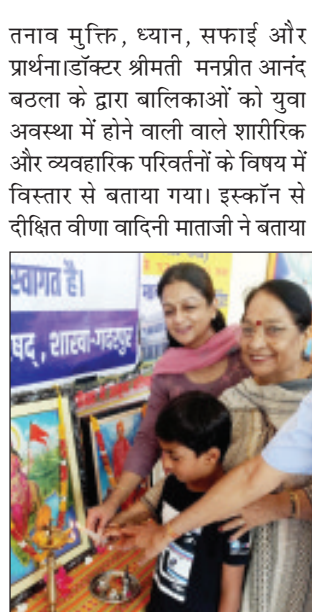 तनाव मुक्ति, ध्यान, सफाई और
प्रार्थना।डॉक्टर श्रीमती मनप्रीत आनंद
बठला के द्वारा बालिकाओं को युवा
अवस्था में होने वाली वाले शारीरिक
और व्यवहारिक परिवर्तनों के विषय में
विस्तार से बताया गया। इस्कॉन से
दीक्षित वीणा वादिनी माताजी ने बताया
स्वागत है।
षद्, शाखा-गदरपुर